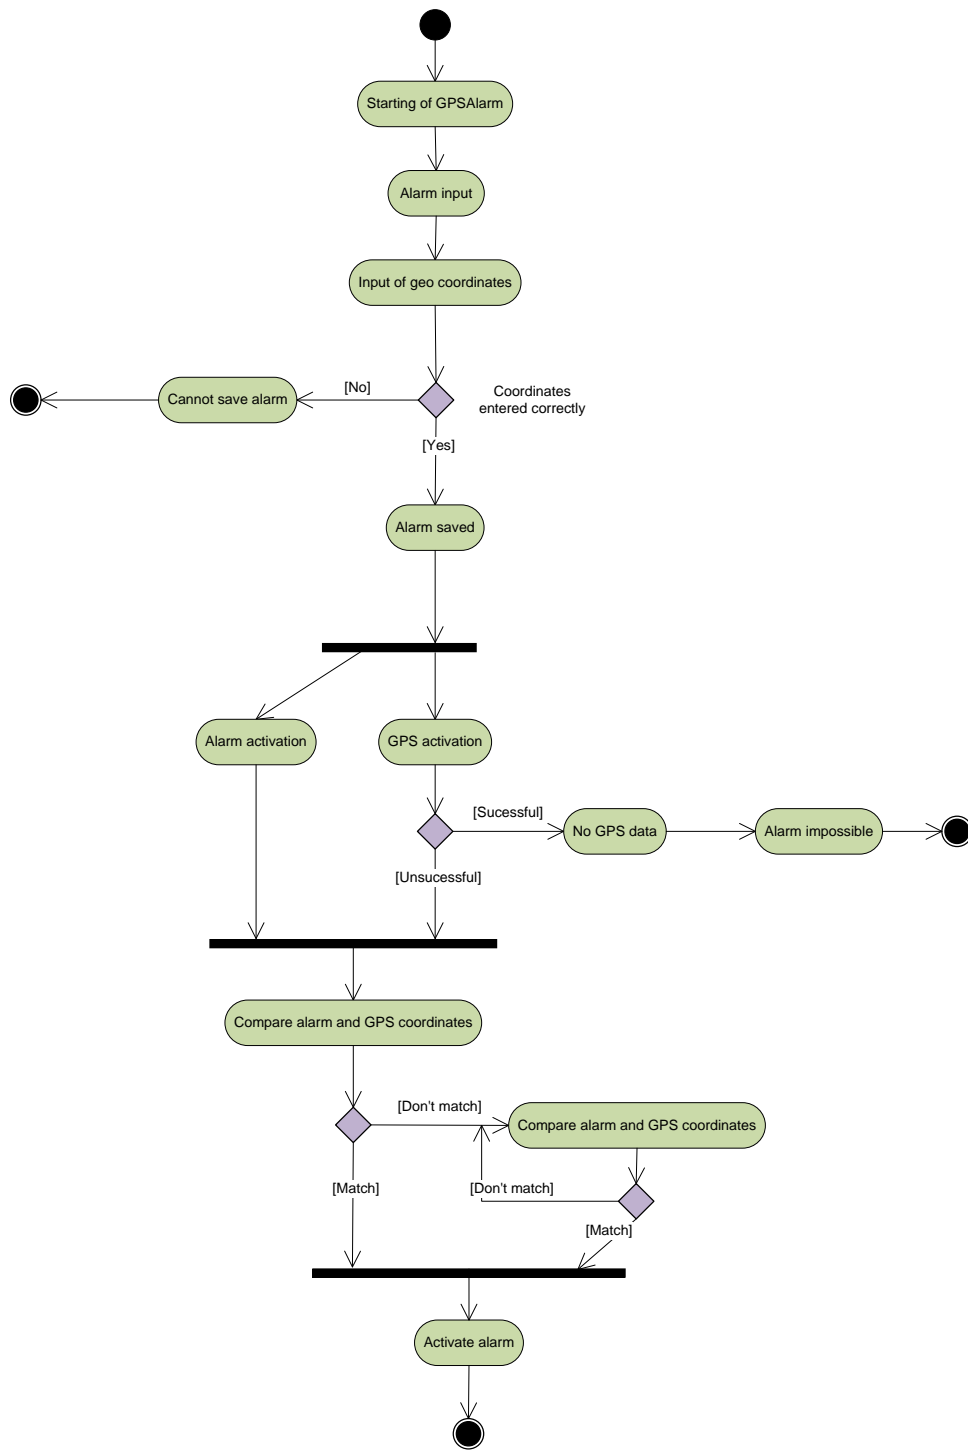 Starting of GPSAlarm
Alarm input
Input of geo coordinates
[No]
Cannot save alarm
Coordinates
entered correctly
[Yes]
Alarm saved
Alarm activation
GPS activation
[Sucessful]
No GPS data
Alarm impossible
[Unsucessful]
Compare alarm and GPS coordinates
[Don't match]
Compare alarm and GPS coordinates
[Match]
[Don't match]
[Match]
Activate alarm